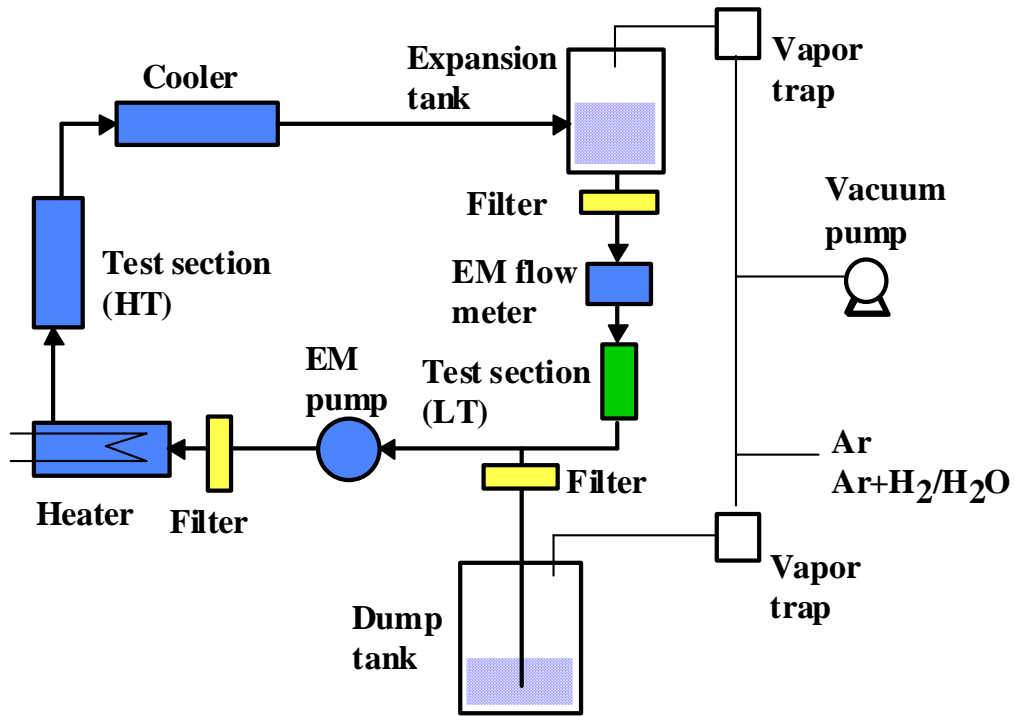 Vapor
trap
Expansion
tank
Cooler
Vacuum
pump
Filter
Test section
(HT)
EM flow
meter
EM
pump
Test section
(LT)
Ar
Ar+H2/H2O
Filter
Heater
Filter
Vapor
trap
Dump
tank